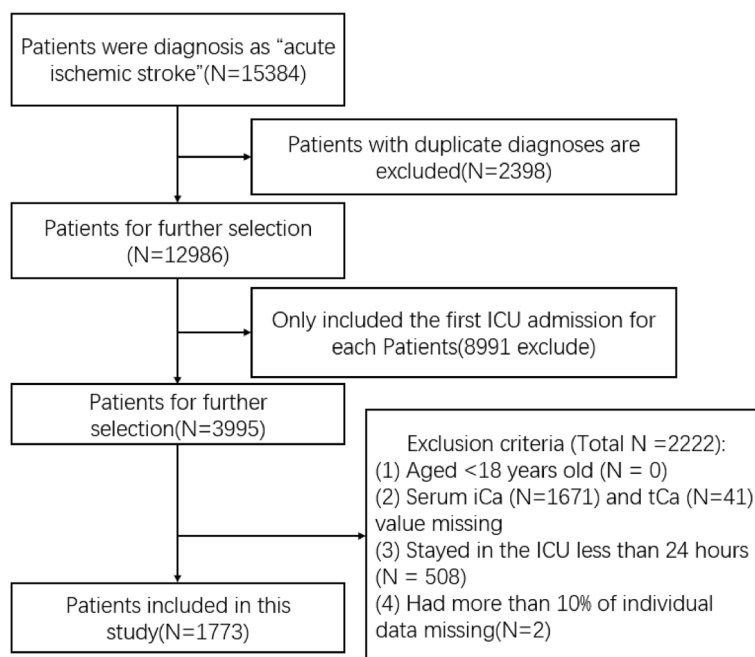 Patients were diagnosis as “acute
ischemic stroke”(N=15384)
Patients with duplicate diagnoses are
excluded(N=2398)
Patients for further selection
(N=12986)
Only included the first ICU admission for
each Patients(8991 exclude)
Patients for further
selection(N=3995)
Exclusion criteria (Total N =2222):
(1) Aged <18 years old (N = 0)
(2) Serum iCa (N=1671) and tCa (N=41)
value missing
(3) Stayed in the ICU less than 24 hours
(N = 508)
(4) Had more than 10% of individual
data missing(N=2)
Patients included in this
study(N=1773)